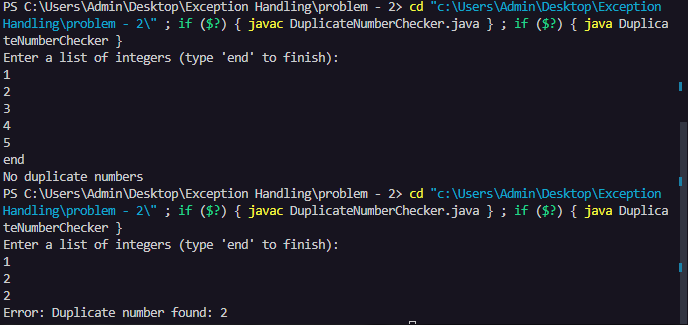 PS C:\Users\Admin\Desktop\Exception Handling\problem - 2> cd "c:\Users\Admin\Desktop\Exception
Handling\problem - 2\" ; if ($?) { javac DuplicateNumberChecker.java } ; if ($?) { java Duplica
teNumberChecker }
Enter a list of integers (type 'end' to finish):
1
2
3
4
5
end
No duplicate numbers
PS C:\Users\Admin\Desktop\Exception Handling\problem - 2> cd "c:\Users\Admin\Desktop\Exception
Handling\problem - 2\" ; if ($?) { javac DuplicateNumberChecker.java } ; if ($?) { java Duplica
teNumberChecker }
Enter a list of integers (type 'end' to finish):
1
2
2
Error: Duplicate number found: 2